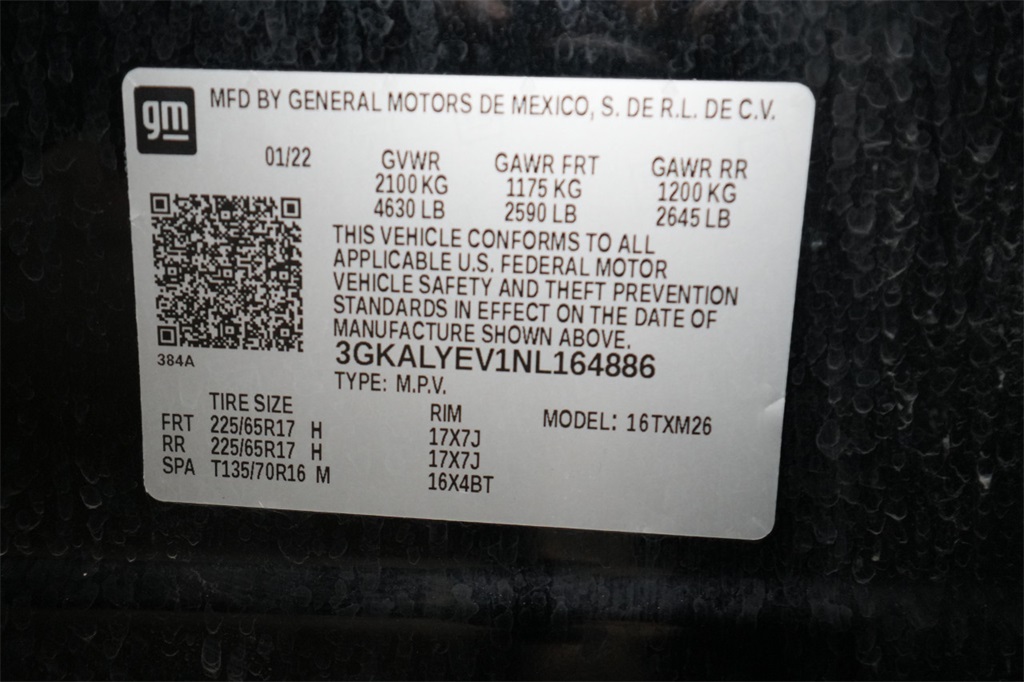 gm
MFD BY GENERAL MOTORS DE MEXICO, S. DE R.L. DE C.V.
01/22 GVWR GAWR FRT GAWR RR
2100 KG 1175 KG 1200 KG
4630 LB 2590 LB 2645 LB
THIS VEHICLE CONFORMS TO ALL
APPLICABLE U.S. FEDERAL MOTOR
VEHICLE SAFETY AND THEFT PREVENTION
STANDARDS IN EFFECT ON THE DATE OF
MANUFACTURE SHOWN ABOVE.
384A
3GKALYEV1NL164886
TYPE: M.P.V.
TIRE SIZE RIM MODEL: 16TXM26
FRT 225/65R17 H 17X7J
RR 225/65R17 H 17X7J
SPA T135/70R16 M 16X4BT